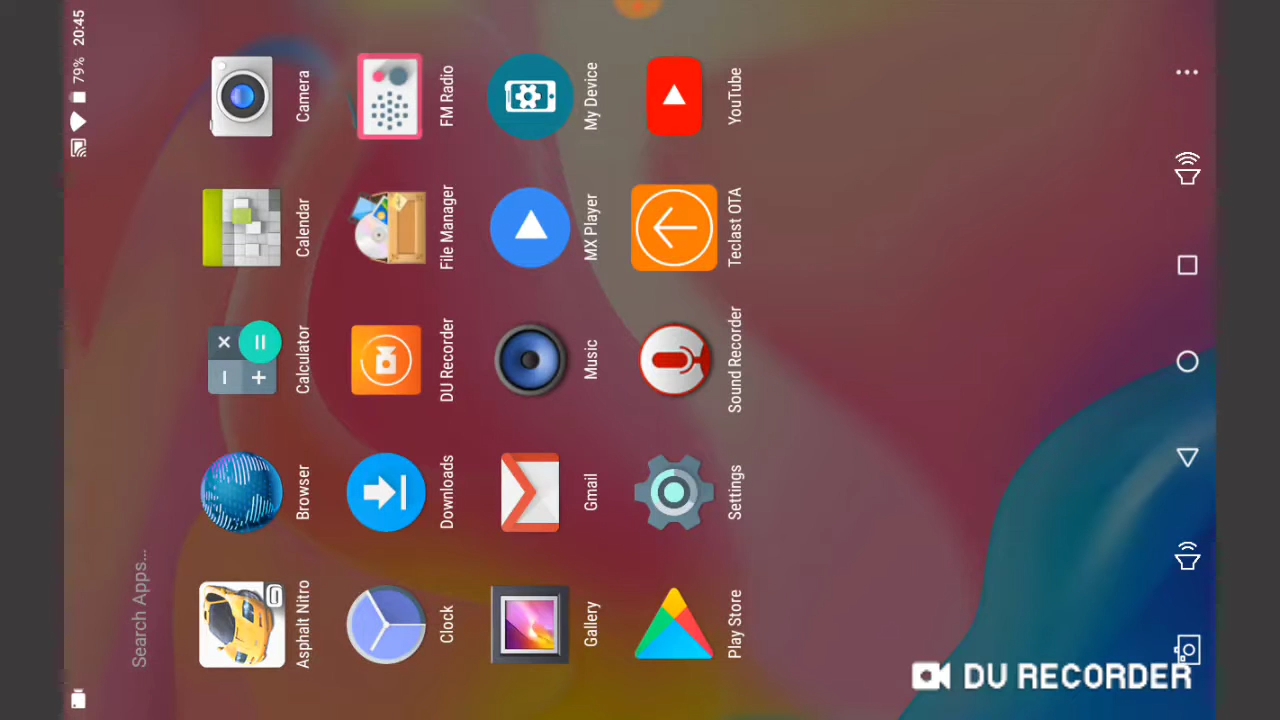 79% 20:45
Search Apps...
Asphalt Nitro
Browser
Calculator
Calendar
Camera
Clock
Downloads
DU Recorder
File Manager
FM Radio
Gallery
Gmail
Music
MX Player
My Device
Play Store
Settings
Sound Recorder
Teclast OTA
YouTube
DU RECORDER